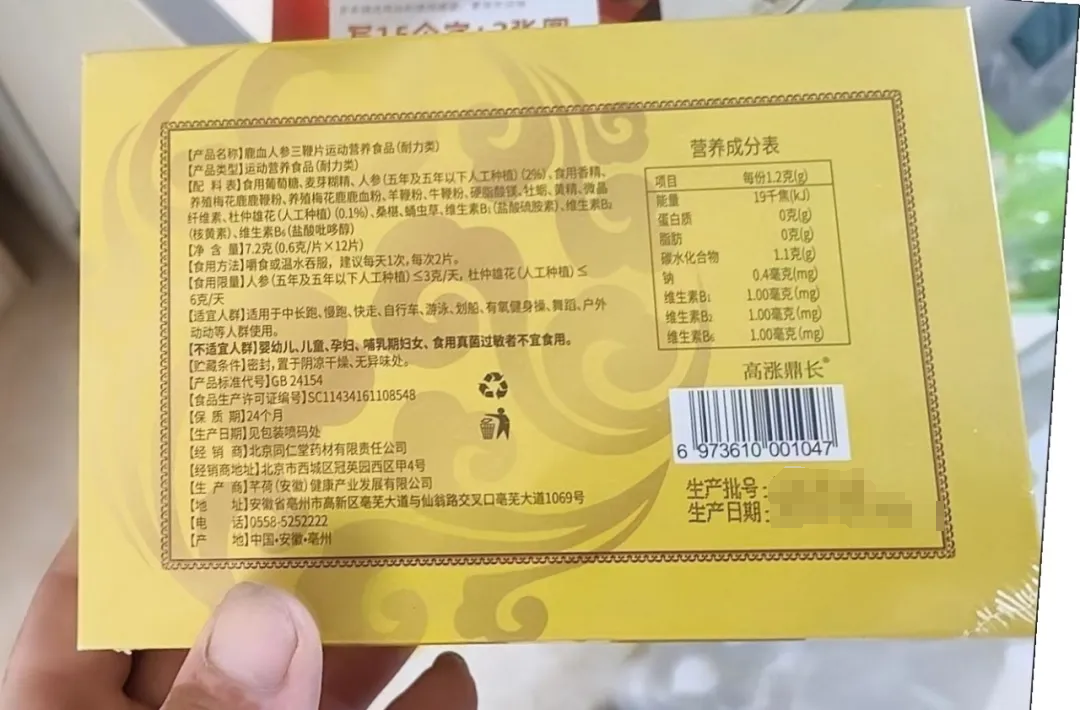 写15个字+3张图
【产品名称】鹿血人参三鞭片运动营养食品(耐力类)
【产品类型】运动营养食品(耐力类)
【配 料 表】食用葡萄糖、麦芽糊精、人参(五年及五年以下人工种植)(2%)、食用香精、
养殖梅花鹿鹿鞭粉、养殖梅花鹿鹿血粉、羊鞭粉、牛鞭粉、硬脂酸镁、牡蛎、黄精、微晶
纤维素、杜仲雄花(人工种植)(0.1%)、桑椹、蛹虫草、维生素B₁(盐酸硫胺素)、维生素B₂
(核黄素)、维生素B₆(盐酸吡哆醇)
【净 含 量】7.2克(0.6克/片×12片)
【食用方法】嚼食或温水吞服，建议每天1次,每次2片。
【食用限量】人参(五年及五年以下人工种植)≤3克/天，杜仲雄花(人工种植)≤
6克/天
【适宜人群】适用于中长跑、慢跑、快走、自行车、游泳、划船、有氧健身操、舞蹈、户外
动动等人群使用。
【不适宜人群】婴幼儿、儿童、孕妇、哺乳期妇女、食用真菌过敏者不宜食用。
【贮藏条件】密封,置于阴凉干燥、无异味处。
【产品标准代号】GB 24154
【食品生产许可证编号】SC11434161108548
【保 质 期】24个月
【生产日期】见包装喷码处
【经 销 商】北京同仁堂药材有限责任公司
【经销商地址】北京市西城区冠英园西区甲4号
【生 产 商】芊荷(安徽)健康产业发展有限公司
【地 址】安徽省亳州市高新区亳芜大道与仙翁路交叉口亳芜大道1069号
【电 话】0558-5252222
【产 地】中国•安徽•亳州
营养成分表
项目 每份1.2克(g)
能量 19千焦(kJ)
蛋白质 0克(g)
脂肪 0克(g)
碳水化合物 1.1克(g)
钠 0.4毫克(mg)
维生素B₁ 1.00毫克(mg)
维生素B₂ 1.00毫克(mg)
维生素B₆ 1.00毫克(mg)
高涨鼎长®
6 973610 001047
生产批号:
生产日期: